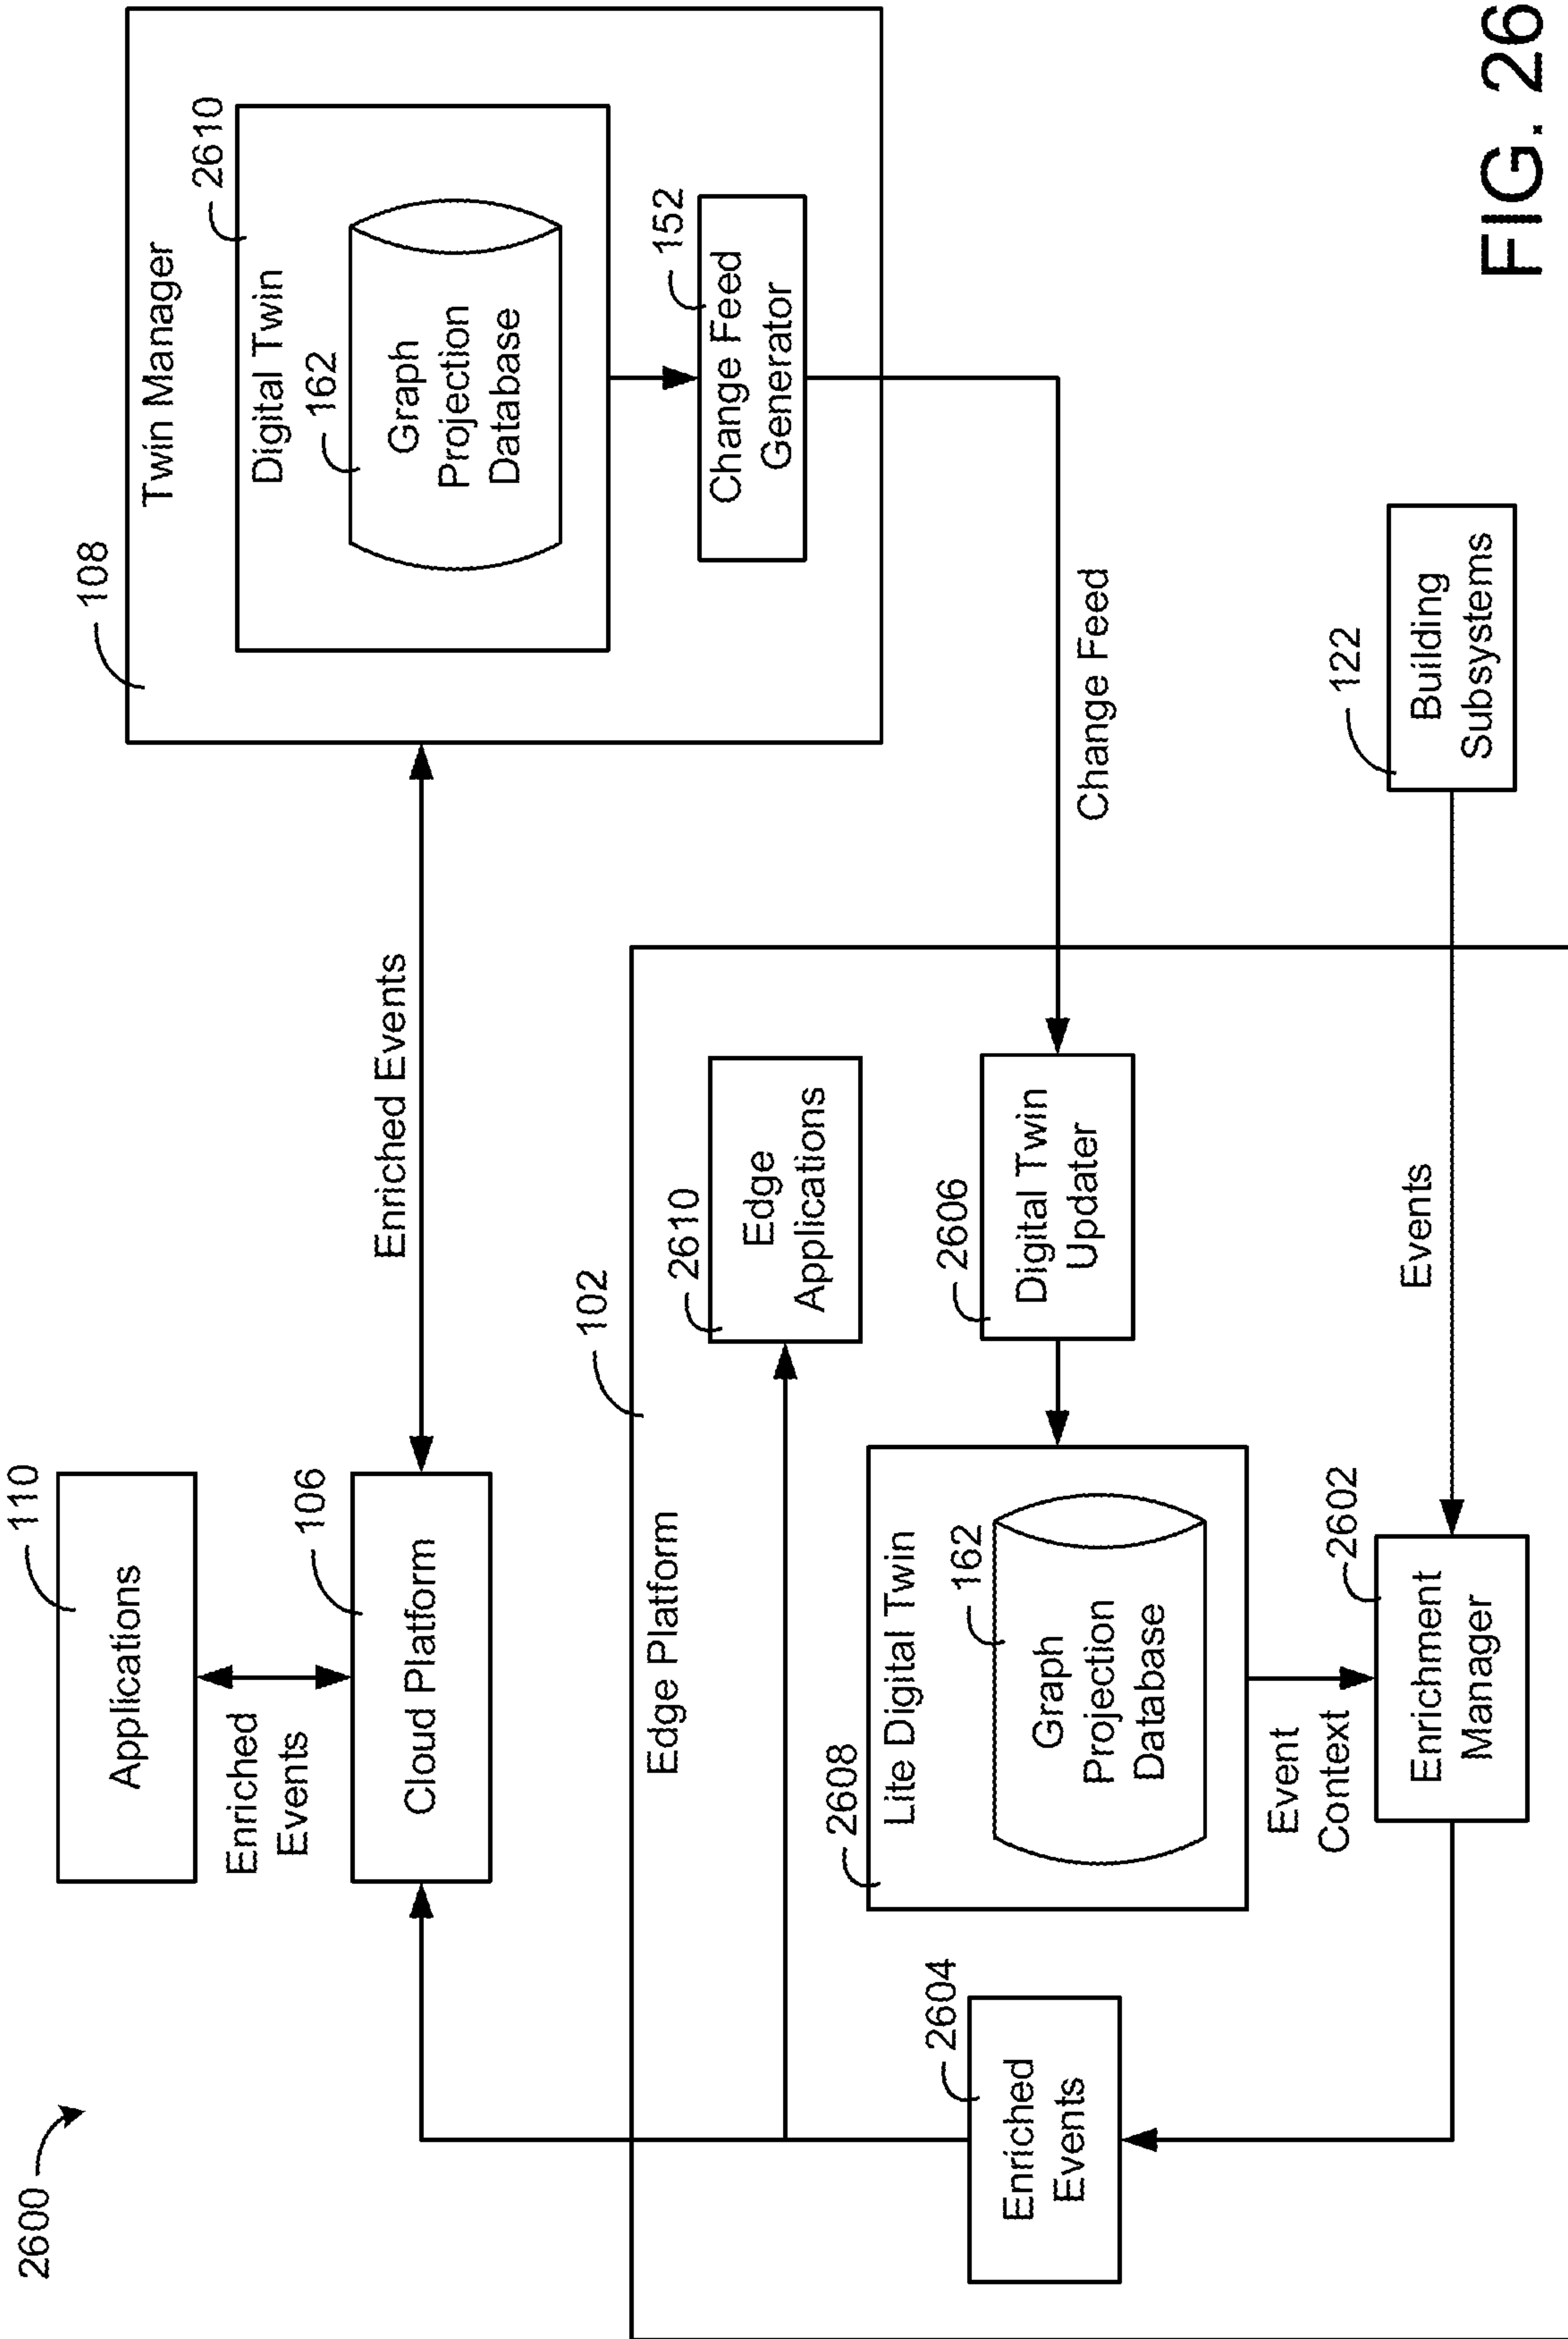 2600
110
Applications
Enriched
Events
106
Cloud Platform
Enriched Events
108
Twin Manager
2610
Digital Twin
162
Graph
Projection
Database
152
Change Feed
Generator
Change Feed
102
Edge Platform
2610
Edge
Applications
2606
Digital Twin
Updater
2608
Lite Digital Twin
162
Graph
Projection
Database
Event
Context
2604
Enriched
Events
2602
Enrichment
Manager
Events
122
Building
Subsystems
FIG. 26